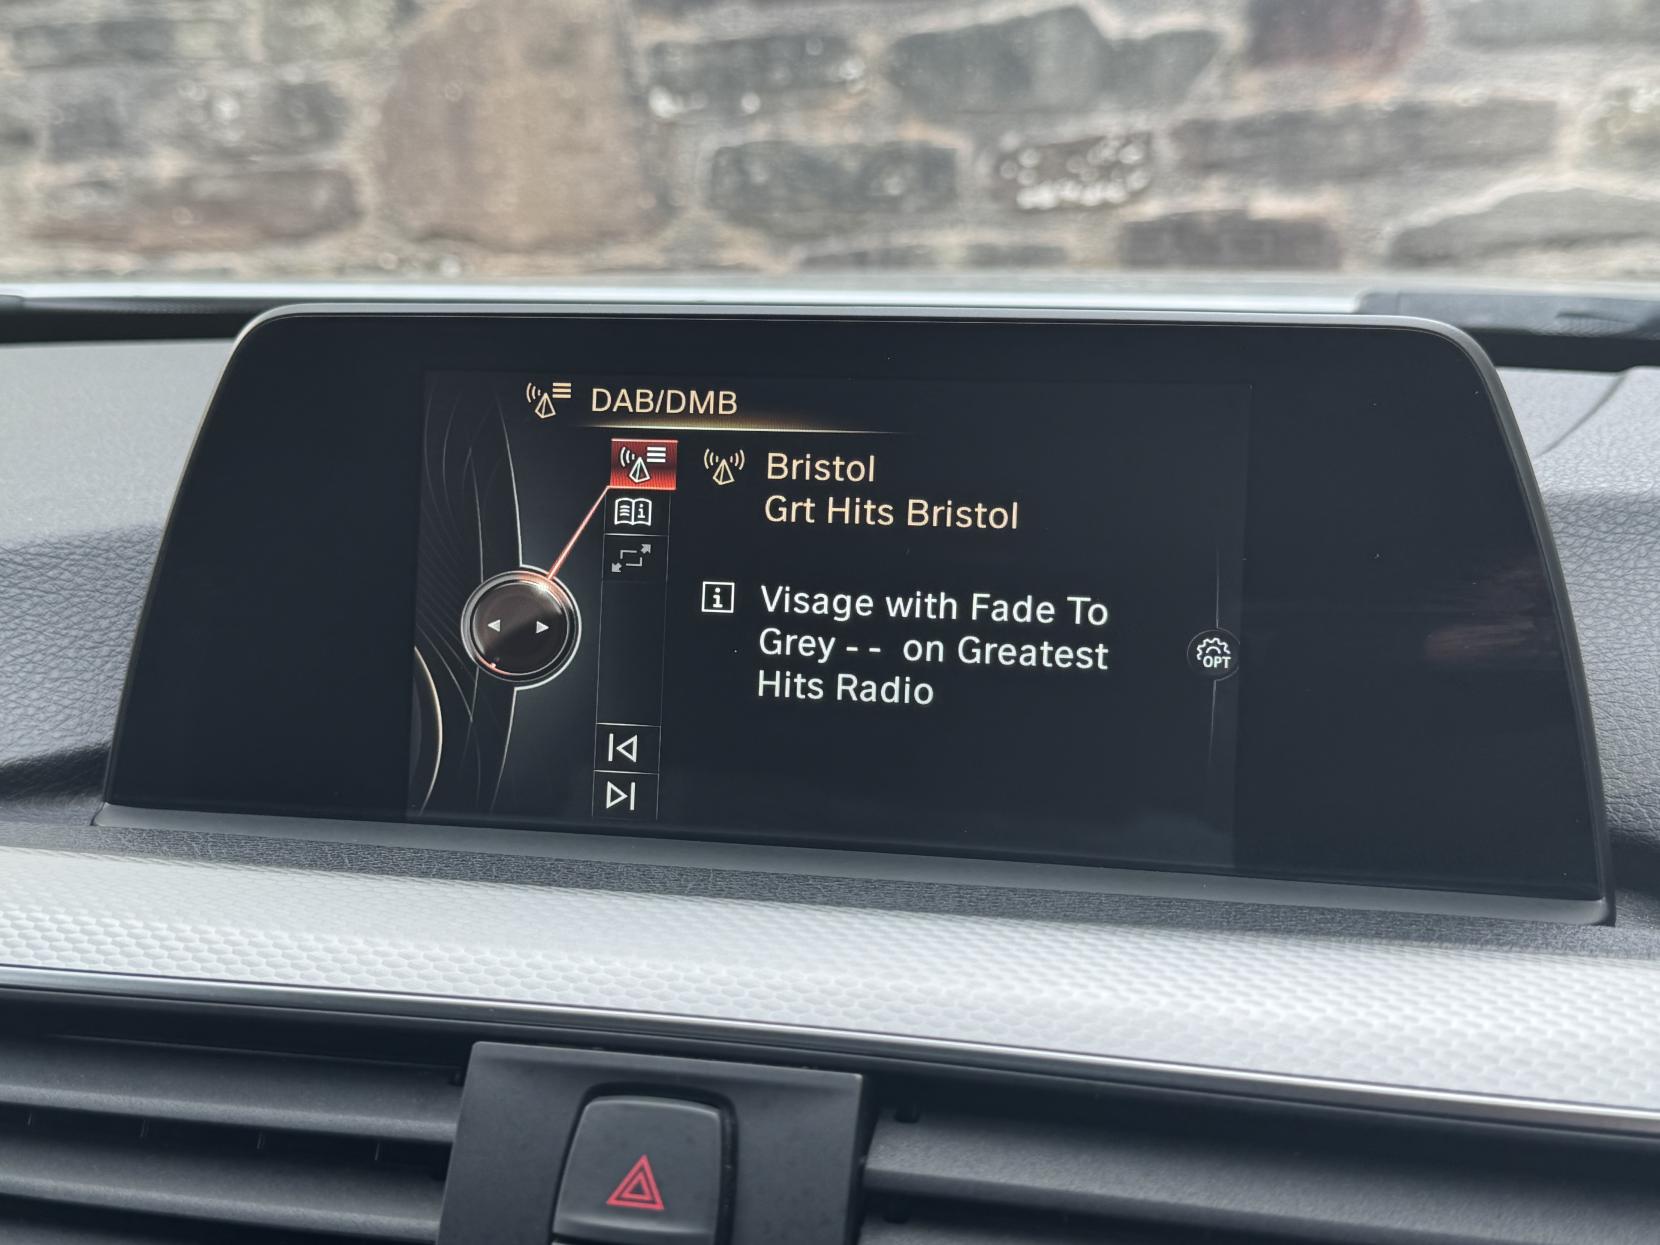 DAB/DMB
Bristol
Grt Hits Bristol
Visage with Fade To
Grey - -  on Greatest
Hits Radio
OPT